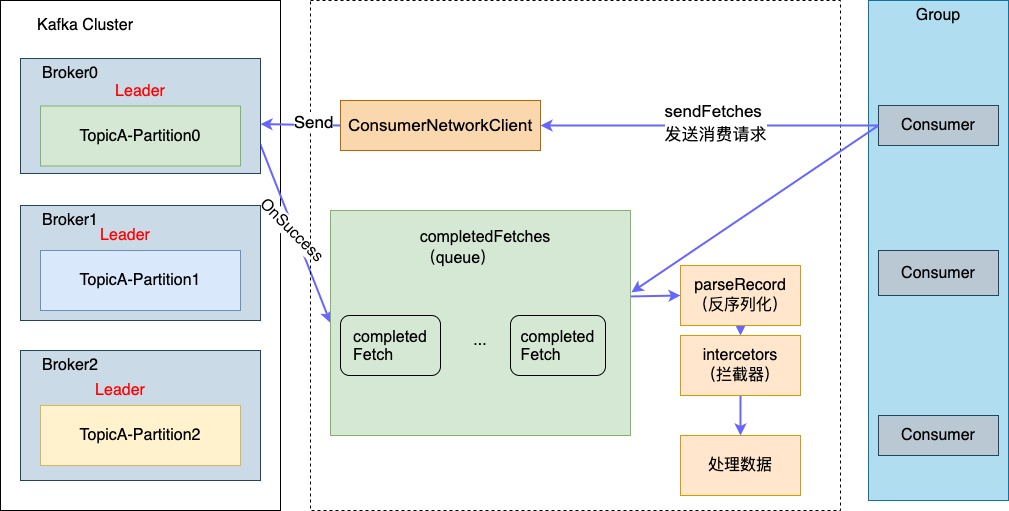 Kafka Cluster
Broker0
Leader
TopicA-Partition0
Broker1
Leader
TopicA-Partition1
Broker2
Leader
TopicA-Partition2
Send
OnSuccess
ConsumerNetworkClient
sendFetches
发送消费请求
completedFetches
（queue）
completed
Fetch
...
completed
Fetch
parseRecord
（反序列化）
intercetors
（拦截器）
处理数据
Group
Consumer
Consumer
Consumer